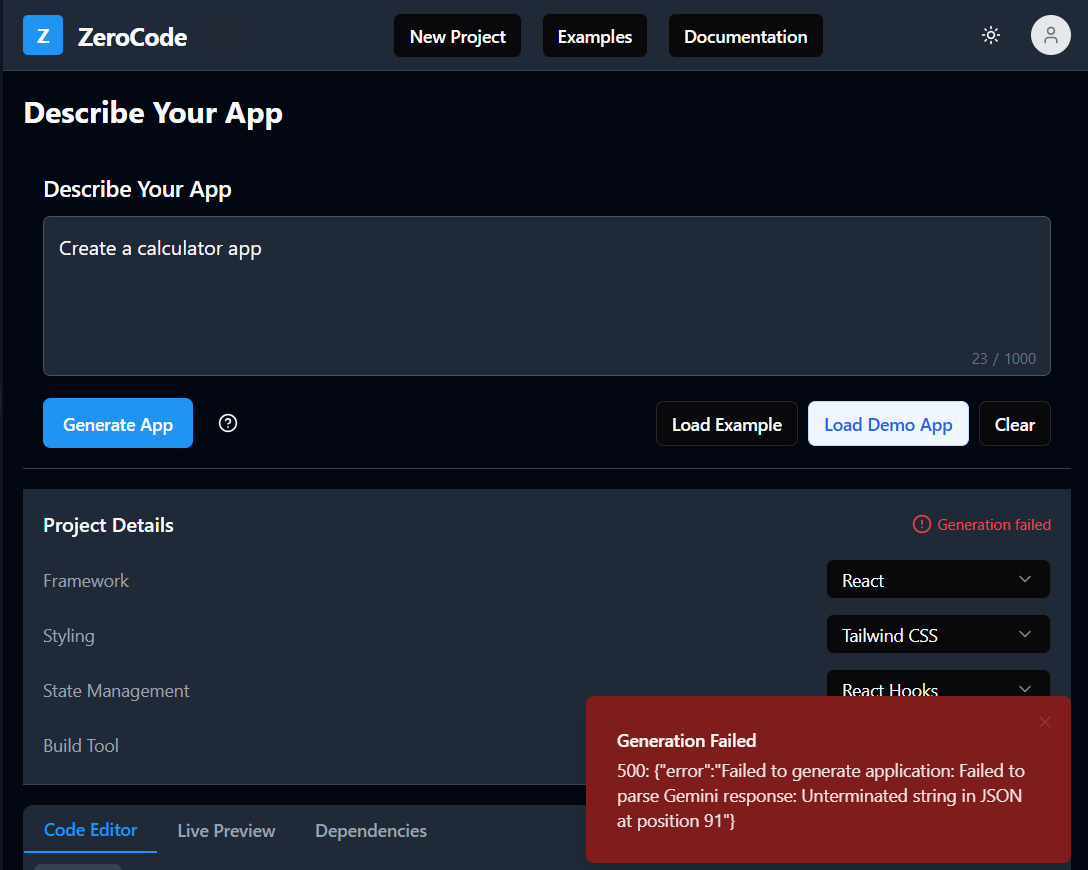 Z ZeroCode New Project Examples Documentation
Describe Your App
Describe Your App
Create a calculator app
23 / 1000
Generate App Load Example Load Demo App Clear
Project Details Generation failed
Framework React
Styling Tailwind CSS
State Management React Hooks
Build Tool
Generation Failed
500: {"error":"Failed to generate application: Failed to
parse Gemini response: Unterminated string in JSON
at position 91"}
Code Editor Live Preview Dependencies